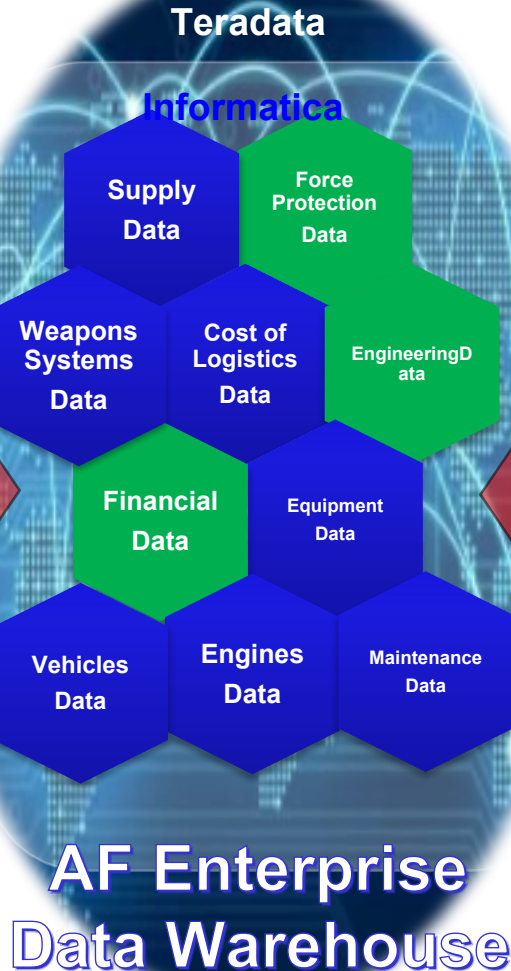 Teradata
Informatica
Supply
Data
Force
Protection
Data
Weapons
Systems
Data
Cost of
Logistics
Data
EngineeringD
ata
Financial
Data
Equipment
Data
Vehicles
Data
Engines
Data
Maintenance
Data
AF Enterprise
Data Warehouse